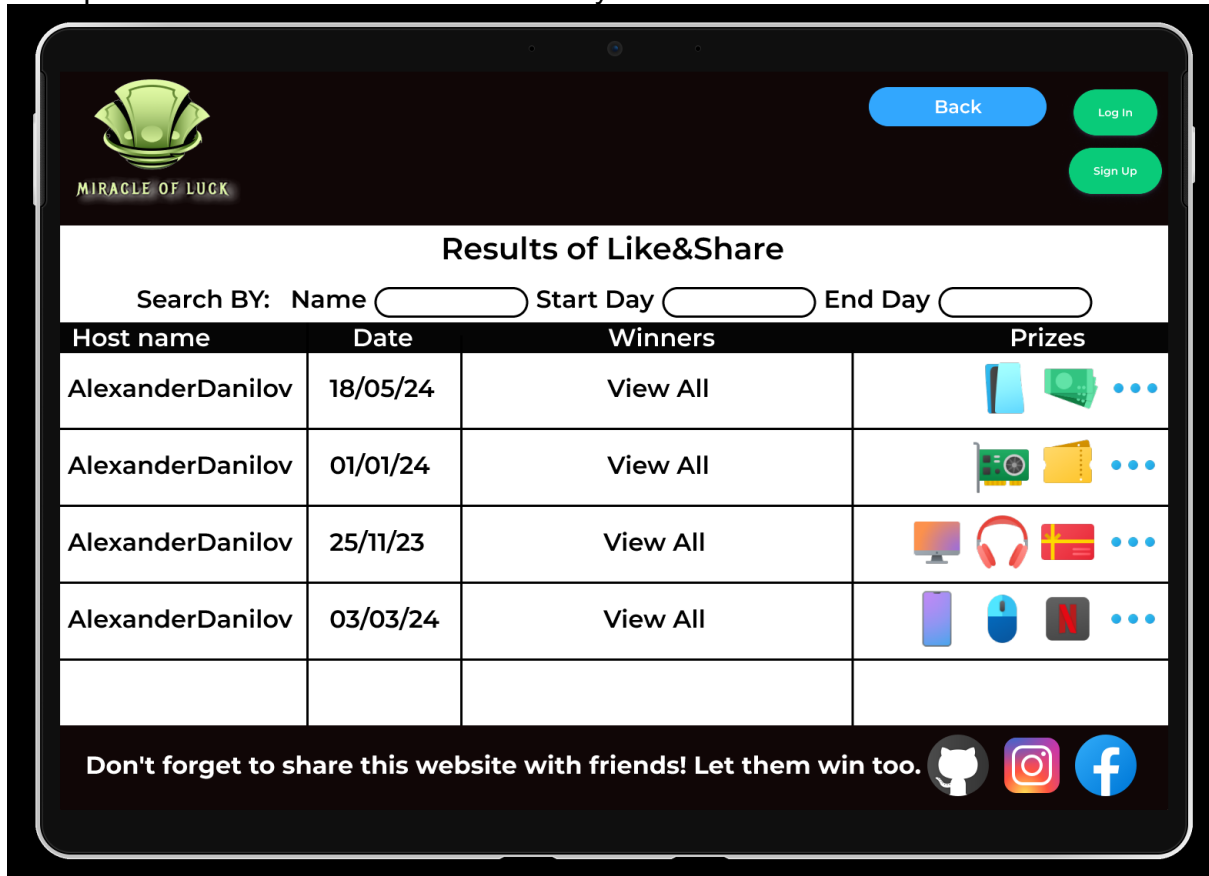 Back
Log In
MIRACLE OF LUCK
Sign Up
Results of Like&Share
Search BY: Name Start Day End Day
Host name Date Winners Prizes
AlexanderDanilov 18/05/24 View All
AlexanderDanilov 01/01/24 View All
AlexanderDanilov 25/11/23 View All
AlexanderDanilov 03/03/24 View All
N
Don't forget to share this website with friends! Let them win too.